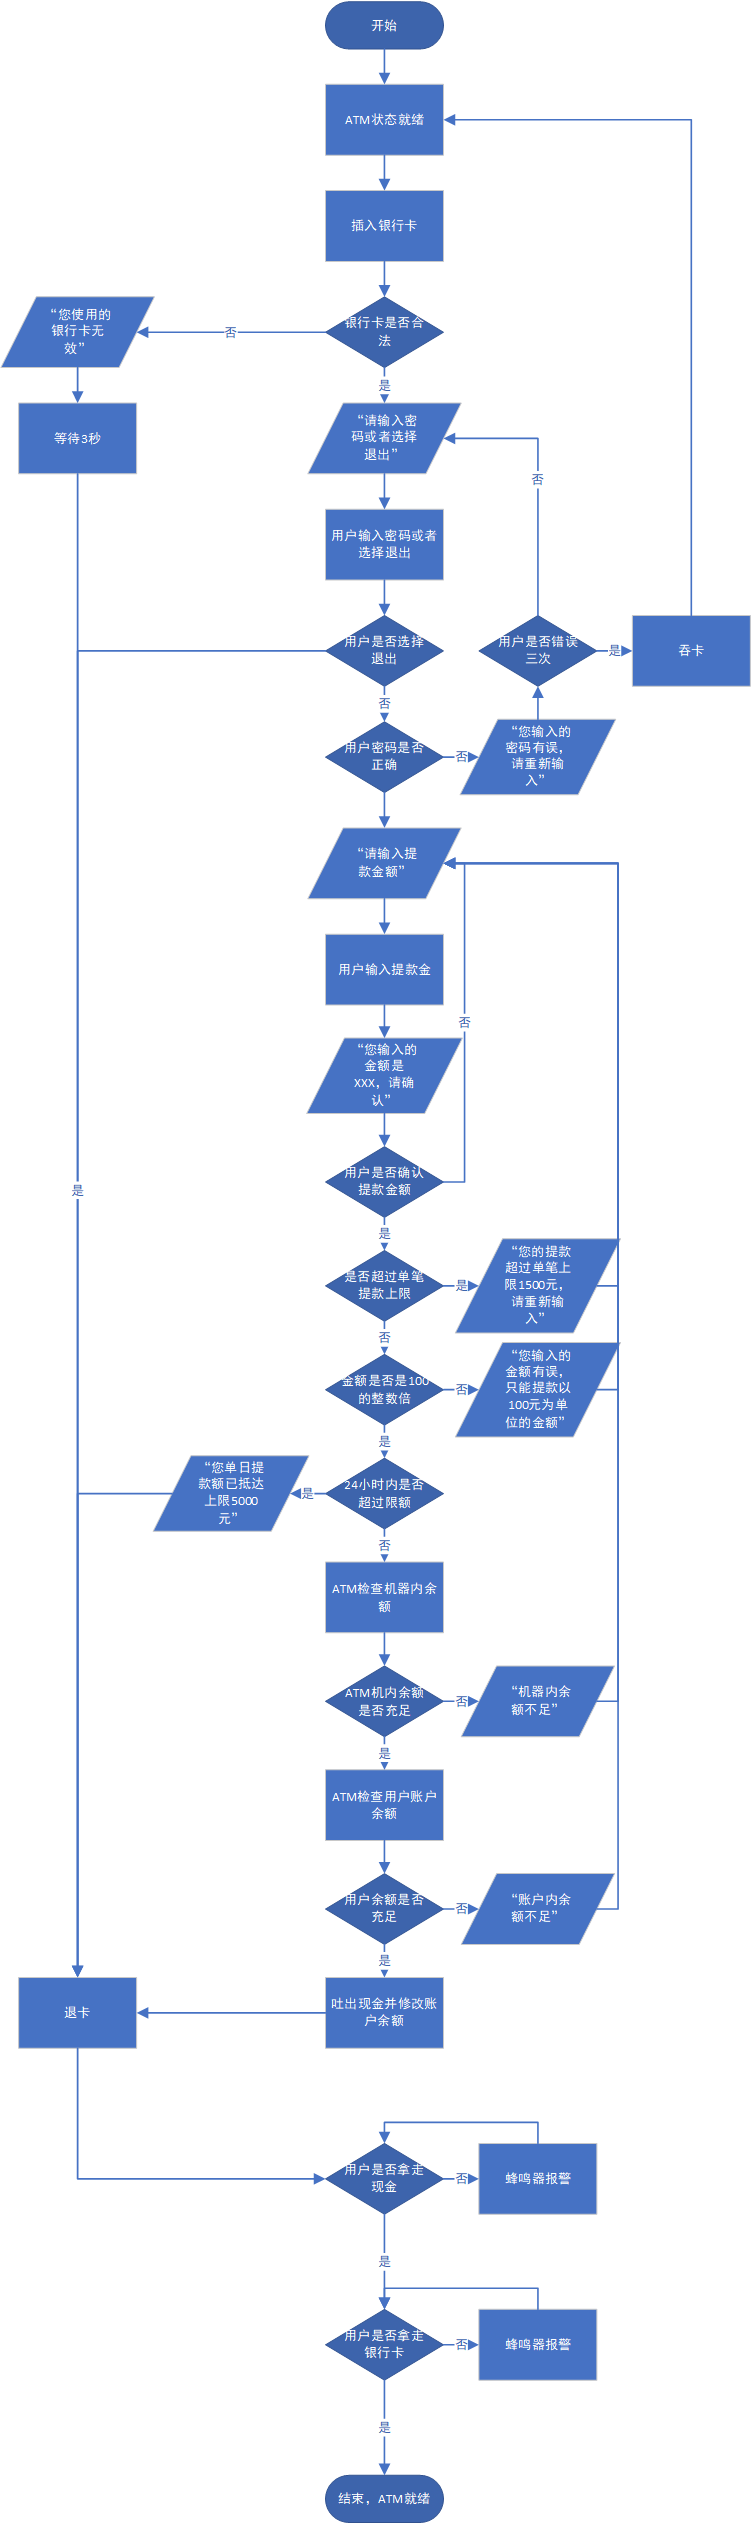 开始
ATM状态就绪
插入银行卡
银行卡是否合
法
否
“您使用的
银行卡无
效”
等待3秒
是
“请输入密
码或者选择
退出”
用户输入密码或者
选择退出
用户是否选择
退出
否
用户密码是否
正确
否
“您输入的
密码有误，
请重新输
入”
用户是否错误
三次
否
是
吞卡
“请输入提
款金额”
用户输入提款金
“您输入的
金额是
XXX，请确
认”
用户是否确认
提款金额
否
是
是
是否超过单笔
提款上限
是
“您的提款
超过单笔上
限1500元，
请重新输
入”
否
金额是否是100
的整数倍
否
“您输入的
金额有误，
只能提款以
100元为单
位的金额”
是
24小时内是否
超过限额
是
“您单日提
款额已抵达
上限5000
元”
否
ATM检查机器内余
额
ATM机内余额
是否充足
否
“机器内余
额不足”
是
ATM检查用户账户
余额
用户余额是否
充足
否
“账户内余
额不足”
是
吐出现金并修改账
户余额
退卡
用户是否拿走
现金
否
蜂鸣器报警
是
用户是否拿走
银行卡
否
蜂鸣器报警
是
结束，ATM就绪